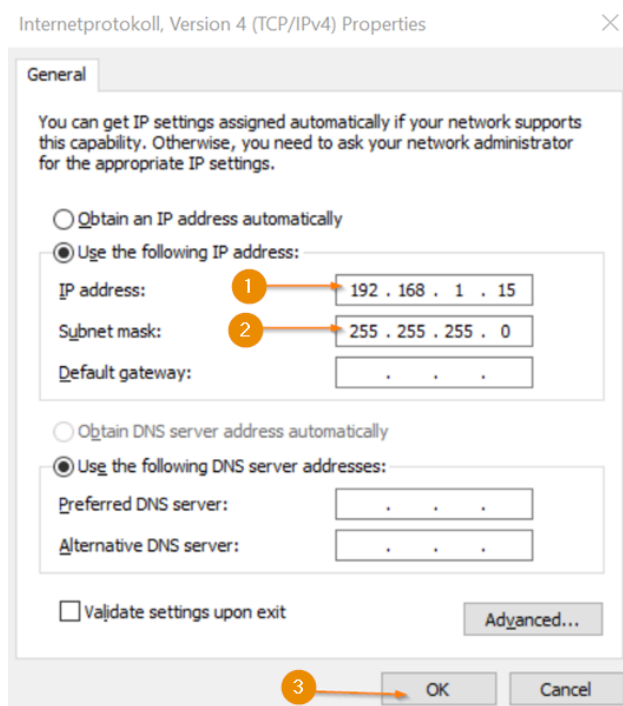 Internetprotokoll, Version 4 (TCP/IPv4) Properties
General
You can get IP settings assigned automatically if your network supports
this capability. Otherwise, you need to ask your network administrator
for the appropriate IP settings.
Obtain an IP address automatically
Use the following IP address:
IP address: 1 192 . 168 . 1 . 15
Subnet mask: 2 255 . 255 . 255 . 0
Default gateway: . . .
Obtain DNS server address automatically
Use the following DNS server addresses:
Preferred DNS server: . . .
Alternative DNS server: . . .
Validate settings upon exit
Advanced...
3 OK Cancel